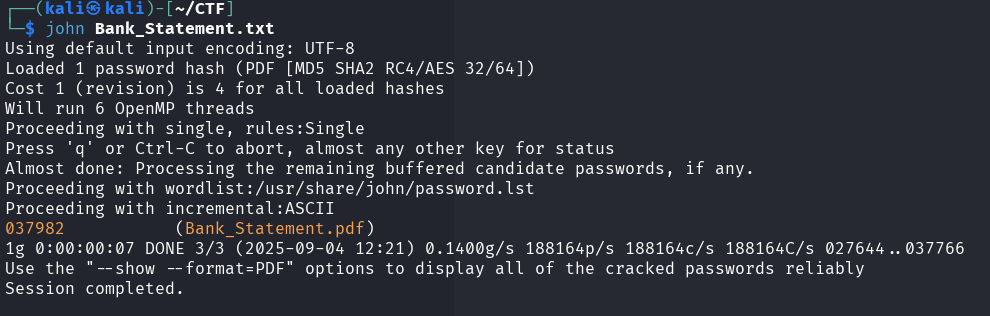 ┌──(kali㉿kali)-[~/CTF]
└─$ john Bank_Statement.txt
Using default input encoding: UTF-8
Loaded 1 password hash (PDF [MD5 SHA2 RC4/AES 32/64])
Cost 1 (revision) is 4 for all loaded hashes
Will run 6 OpenMP threads
Proceeding with single, rules:Single
Press 'q' or Ctrl-C to abort, almost any other key for status
Almost done: Processing the remaining buffered candidate passwords, if any.
Proceeding with wordlist:/usr/share/john/password.lst
Proceeding with incremental:ASCII
037982           (Bank_Statement.pdf)
1g 0:00:00:07 DONE 3/3 (2025-09-04 12:21) 0.1400g/s 188164p/s 188164c/s 188164C/s 027644..037766
Use the "--show --format=PDF" options to display all of the cracked passwords reliably
Session completed.